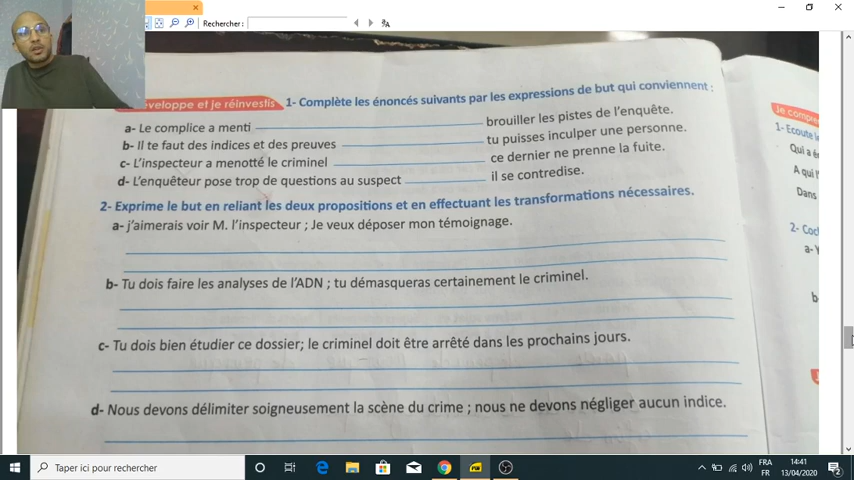 Rechercher :
éveloppe et je réinvestis 1- Complète les énoncés suivants par les expressions de but qui conviennent :
a- Le complice a menti brouiller les pistes de l'enquête.
b- Il te faut des indices et des preuves tu puisses inculper une personne.
c- L'inspecteur a menotté le criminel ce dernier ne prenne la fuite.
d- L'enquêteur pose trop de questions au suspect il se contredise.
2- Exprime le but en reliant les deux propositions et en effectuant les transformations nécessaires.
a- j'aimerais voir M. l'inspecteur ; Je veux déposer mon témoignage.
b- Tu dois faire les analyses de l'ADN ; tu démasqueras certainement le criminel.
c- Tu dois bien étudier ce dossier; le criminel doit être arrêté dans les prochains jours.
d- Nous devons délimiter soigneusement la scène du crime ; nous ne devons négliger aucun indice.
Je compre
1- Ecoute l
Qui a é
A qui l
Dans
2- Coc
a- Y
b
Taper ici pour rechercher
FRA
FR
14:41
13/04/2020
2